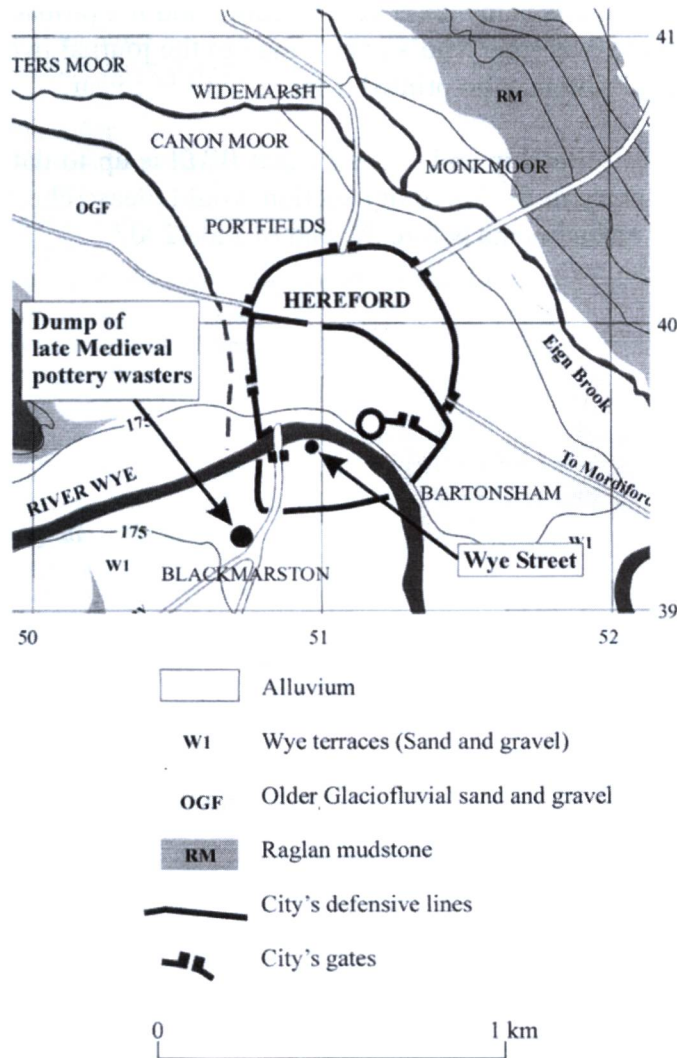 41
TERS MOOR
WIDEMARSH
RM
CANON MOOR
MONKMOOR
OGF
PORTFIELDS
HEREFORD
40
Dump of
late Medieval
pottery wasters
Eign Brook
175
To Mordiford
RIVER WYE
BARTONSHAM
175
W1
Wye Street
W1
BLACKMARSTON
39
50
51
52
Alluvium
W1
Wye terraces (Sand and gravel)
OGF
Older Glaciofluvial sand and gravel
RM
Raglan mudstone
City's defensive lines
City's gates
0
1 km